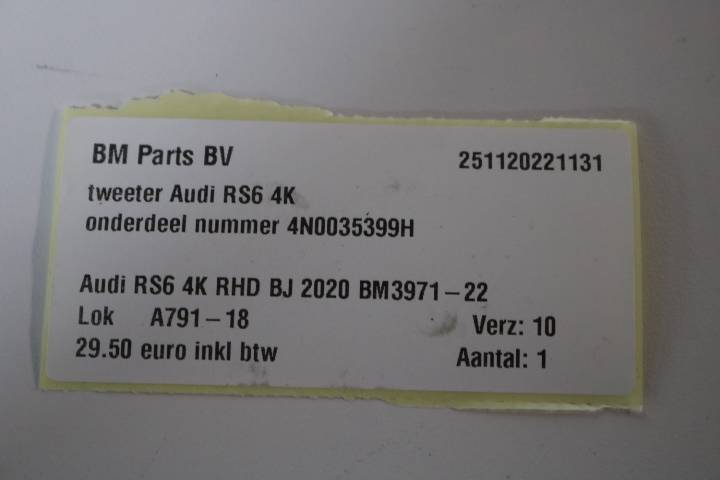 BM Parts BV 251120221131
tweeter Audi RS6 4K
onderdeel nummer 4N0035399H
Audi RS6 4K RHD BJ 2020 BM3971-22
Lok A791-18 Verz: 10
29.50 euro inkl btw Aantal: 1